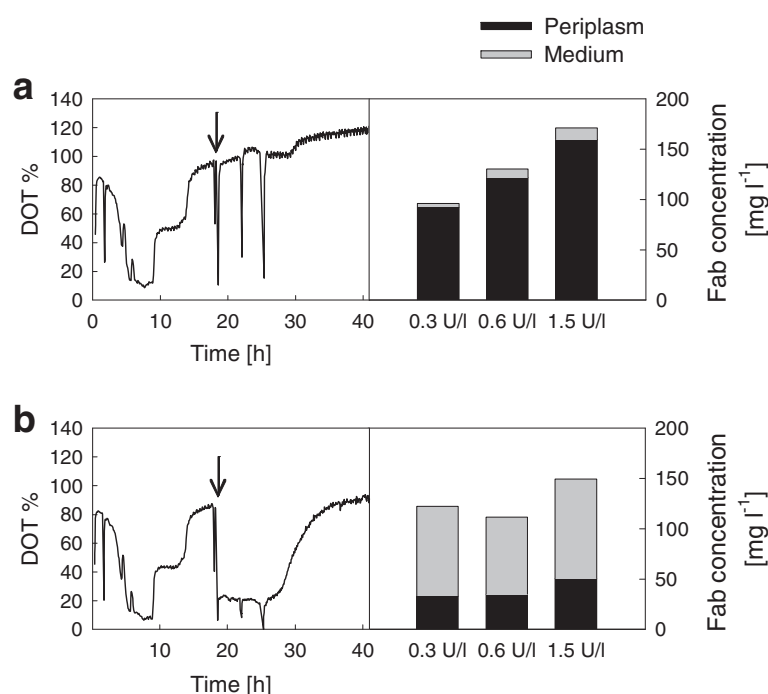 Periplasm
Medium
a
140
120
100
80
60
40
20
0
DOT %
0 10 20 30 40
Time [h]
200
150
100
50
0
Fab concentration
[mg l⁻¹]
0.3 U/l 0.6 U/l 1.5 U/l
b
140
120
100
80
60
40
20
0
DOT %
0 10 20 30 40
Time [h]
200
150
100
50
0
Fab concentration
[mg l⁻¹]
0.3 U/l 0.6 U/l 1.5 U/l